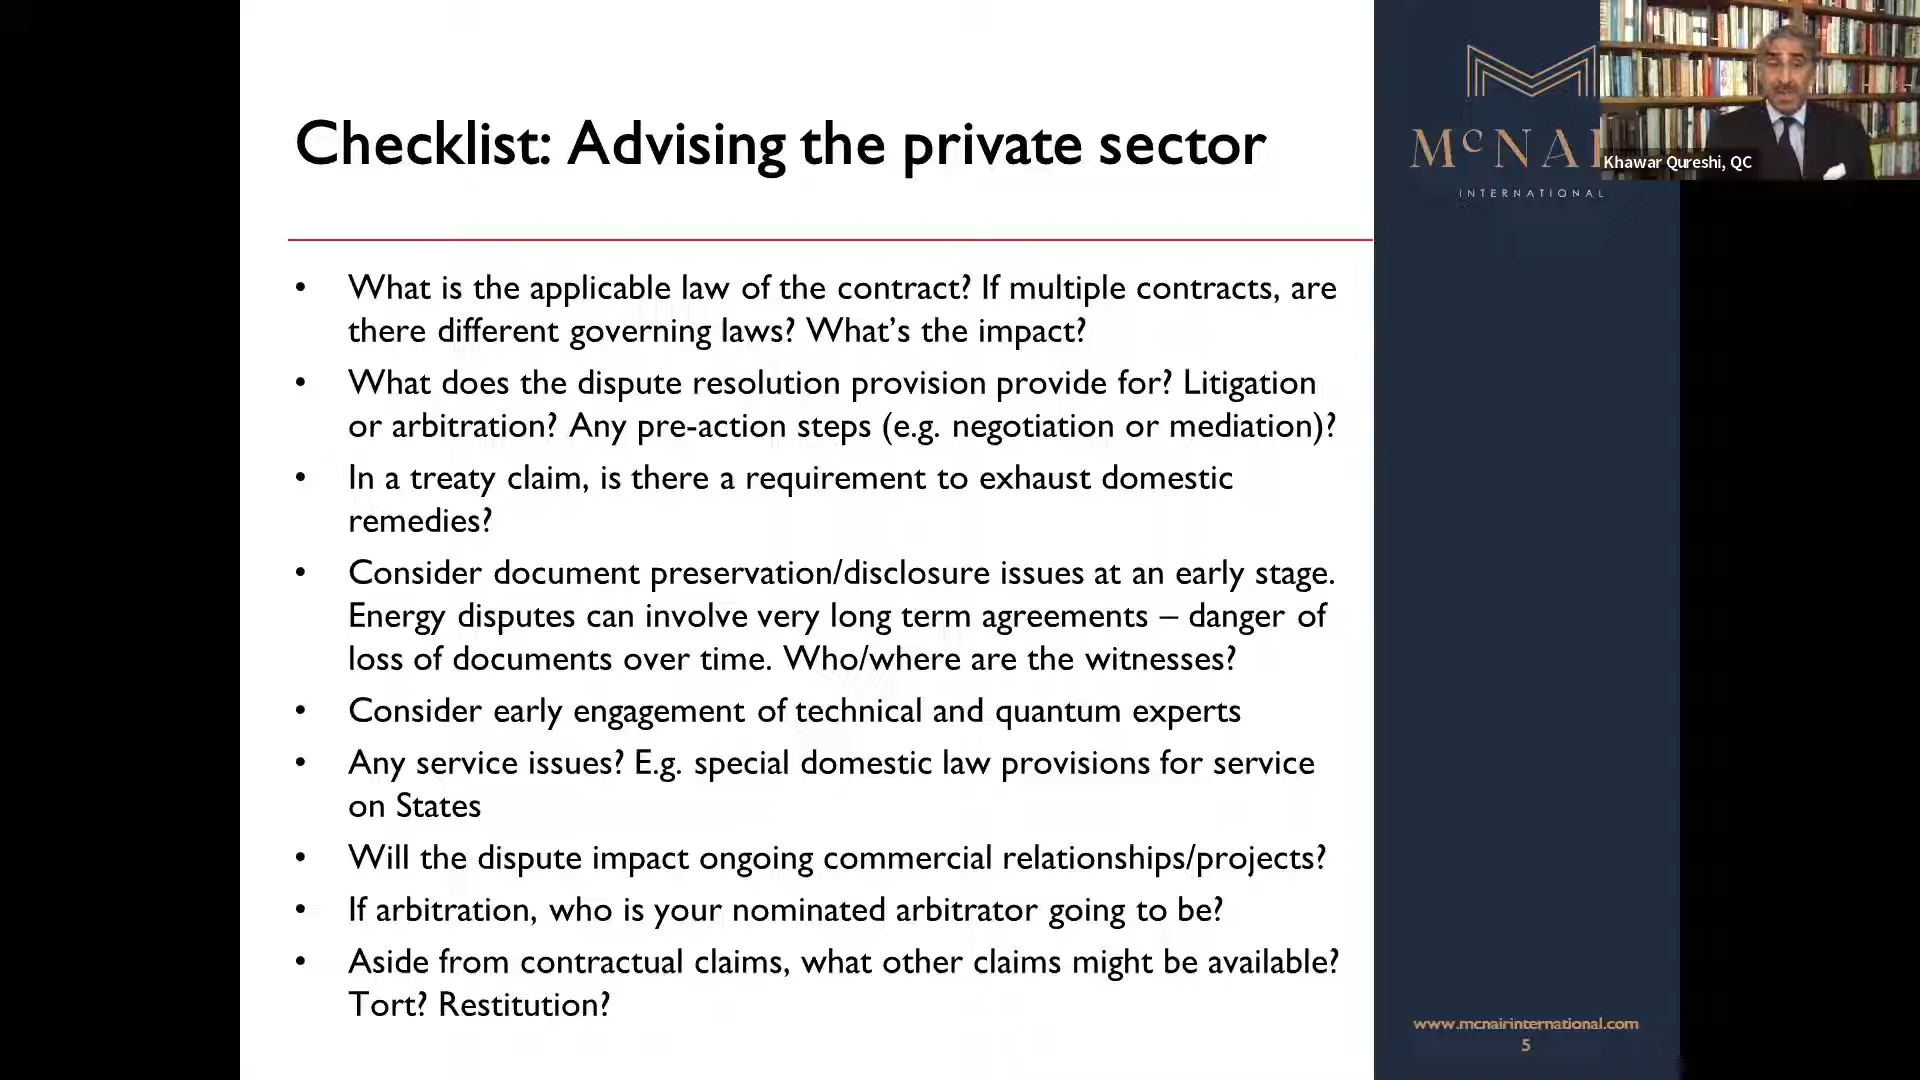 Checklist: Advising the private sector
• What is the applicable law of the contract? If multiple contracts, are
there different governing laws? What’s the impact?
• What does the dispute resolution provision provide for? Litigation
or arbitration? Any pre-action steps (e.g. negotiation or mediation)?
• In a treaty claim, is there a requirement to exhaust domestic
remedies?
• Consider document preservation/disclosure issues at an early stage.
Energy disputes can involve very long term agreements – danger of
loss of documents over time. Who/where are the witnesses?
• Consider early engagement of technical and quantum experts
• Any service issues? E.g. special domestic law provisions for service
on States
• Will the dispute impact ongoing commercial relationships/projects?
• If arbitration, who is your nominated arbitrator going to be?
• Aside from contractual claims, what other claims might be available?
Tort? Restitution?
McNAI
INTERNATIONAL
Khawar Qureshi, QC
www.mcnairinternational.com
5